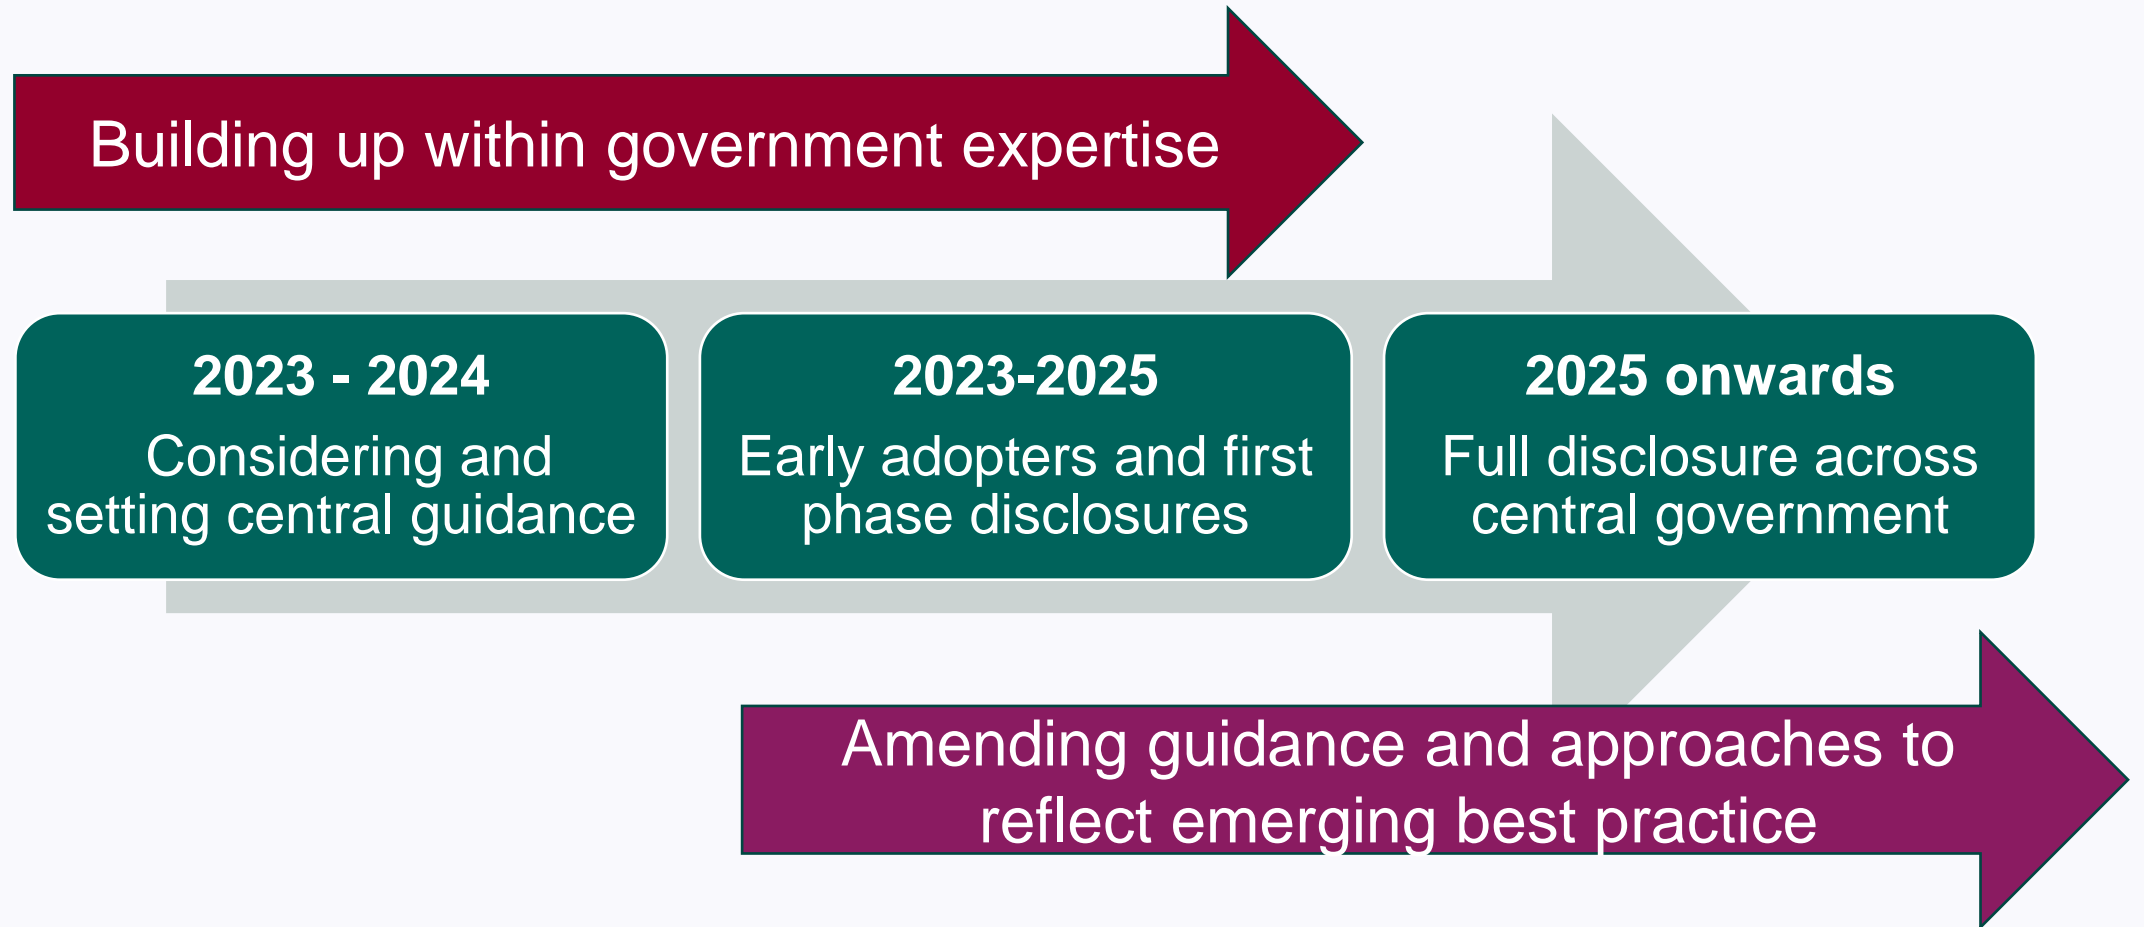 Building up within government expertise
2023 - 2024
Considering and
setting central guidance
2023-2025
Early adopters and first
phase disclosures
2025 onwards
Full disclosure across
central government
Amending guidance and approaches to
reflect emerging best practice